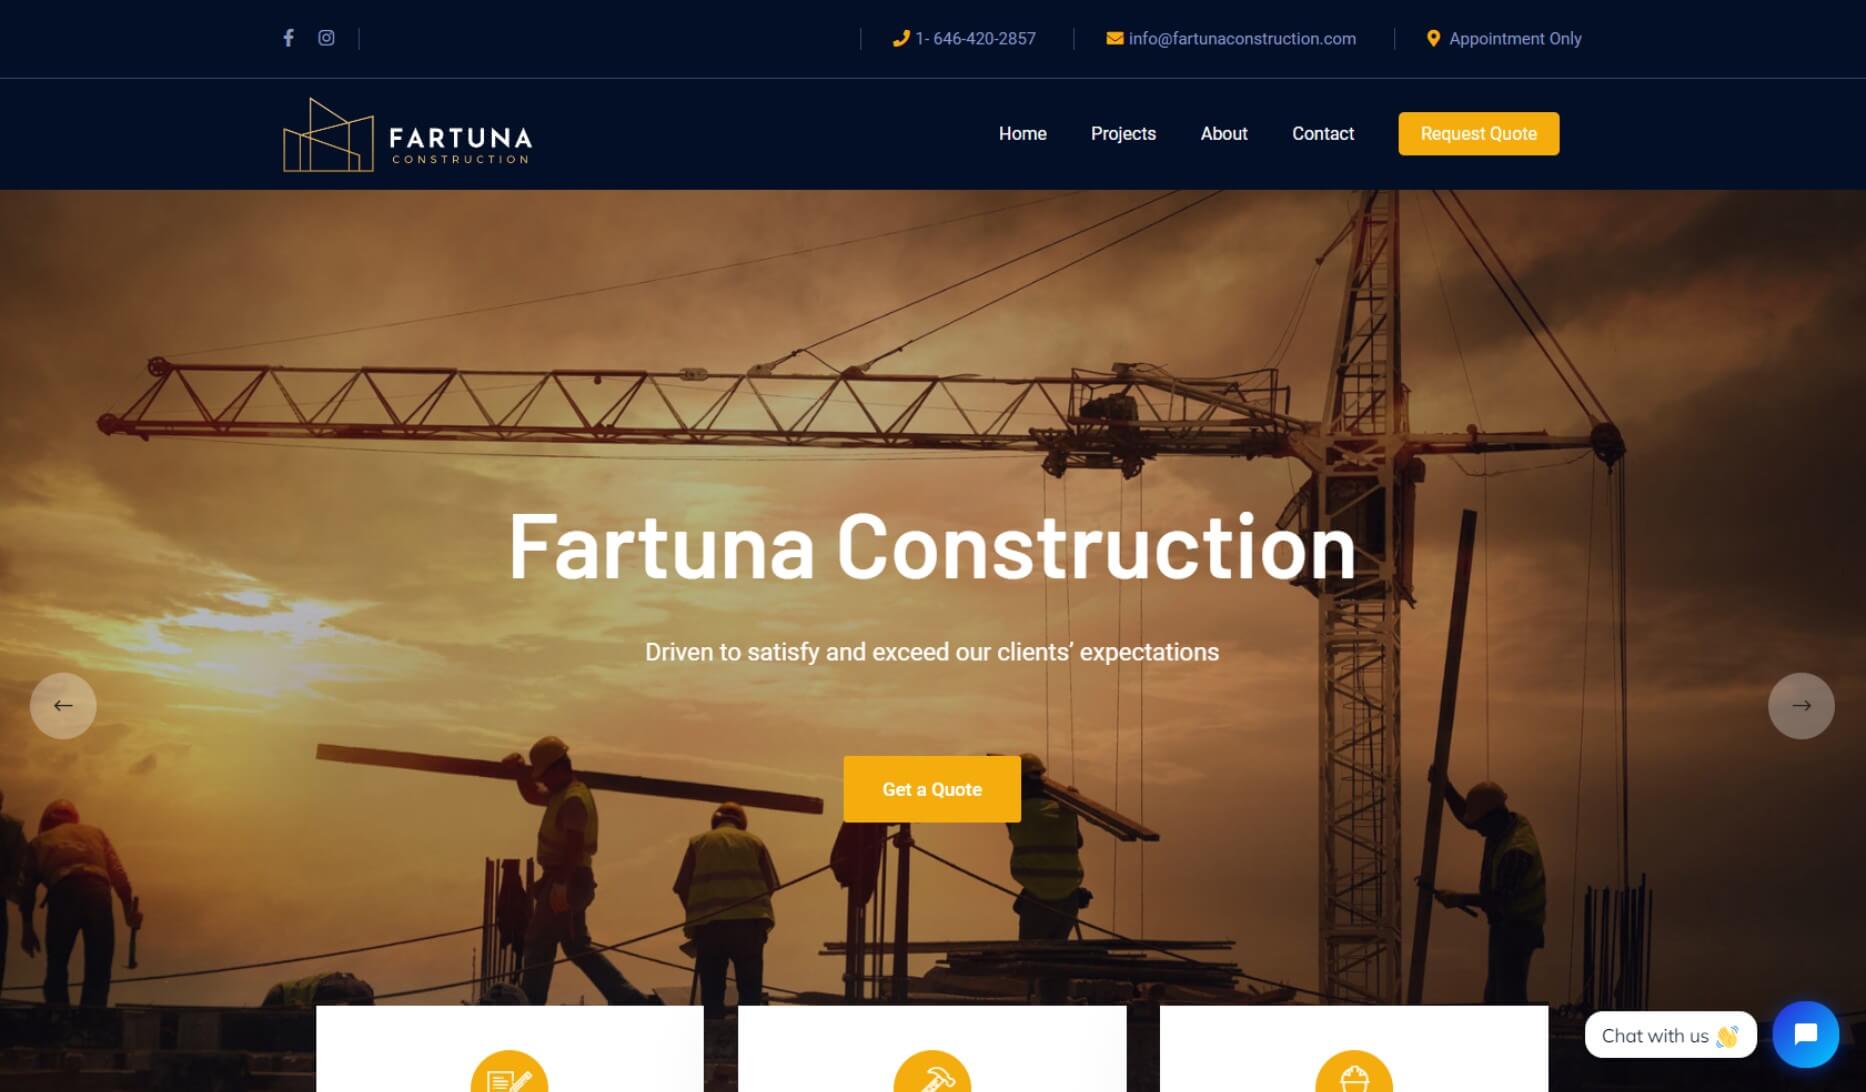 1- 646-420-2857
info@fartunaconstruction.com
Appointment Only
FARTUNA
CONSTRUCTION
Home
Projects
About
Contact
Request Quote
Fartuna Construction
Driven to satisfy and exceed our clients’ expectations
Get a Quote
Chat with us 👋